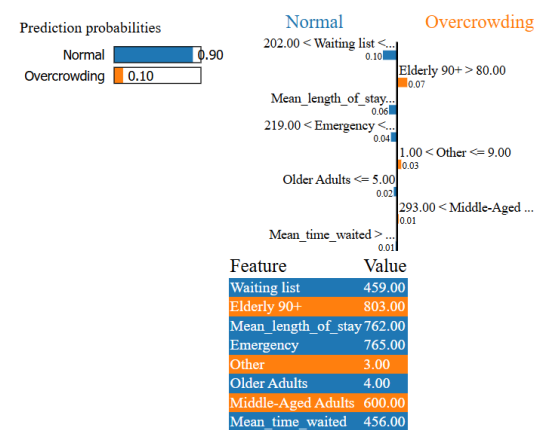 Prediction probabilities
Normal 0.90
Overcrowding 0.10
Normal Overcrowding
202.00 < Waiting list <...
0.10
Elderly 90+ > 80.00
0.07
Mean_length_of_stay...
0.06
219.00 < Emergency <...
0.04
1.00 < Other <= 9.00
0.03
Older Adults <= 5.00
0.02
293.00 < Middle-Aged ...
0.01
Mean_time_waited > ...
0.01
Feature Value
Waiting list 459.00
Elderly 90+ 803.00
Mean_length_of_stay 762.00
Emergency 765.00
Other 3.00
Older Adults 4.00
Middle-Aged Adults 600.00
Mean_time_waited 456.00